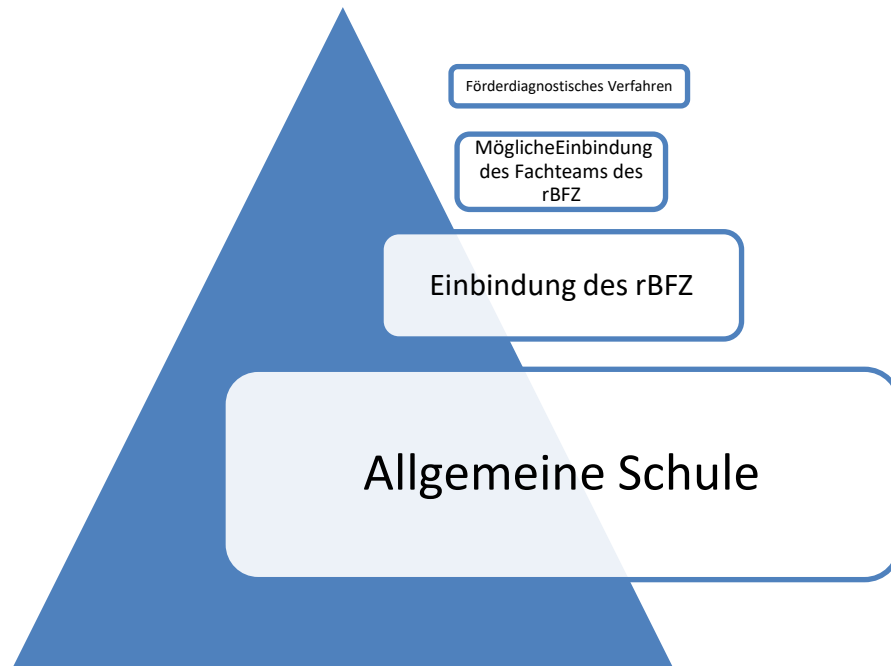 Förderdiagnostisches Verfahren
MöglicheEinbindung
des Fachteams des
rBFZ
Einbindung des rBFZ
Allgemeine Schule